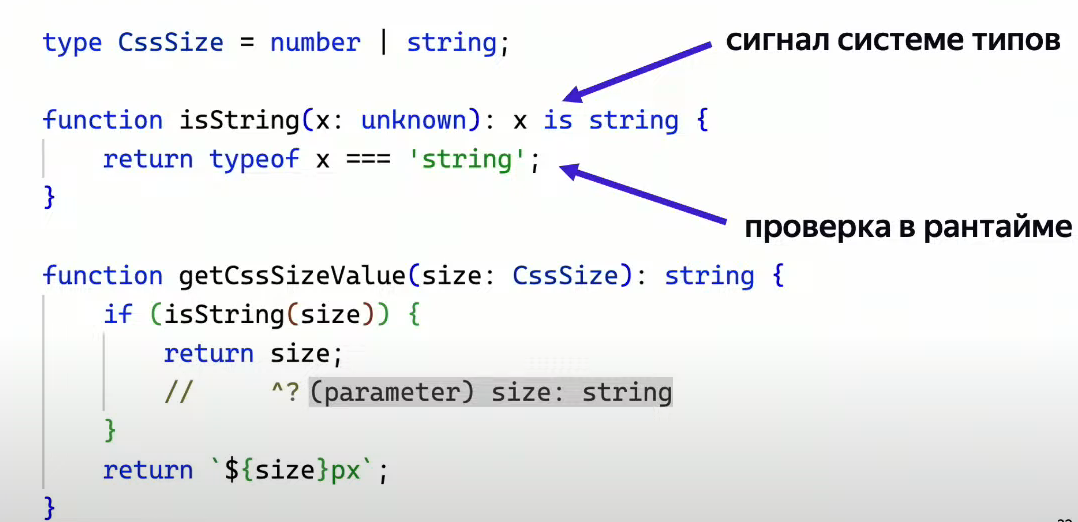 type CssSize = number | string;
сигнал системе типов
function isString(x: unknown): x is string {
return typeof x === 'string';
}
проверка в рантайме
function getCssSizeValue(size: CssSize): string {
if (isString(size)) {
return size;
// ^? (parameter) size: string
}
return `${size}px`;
}